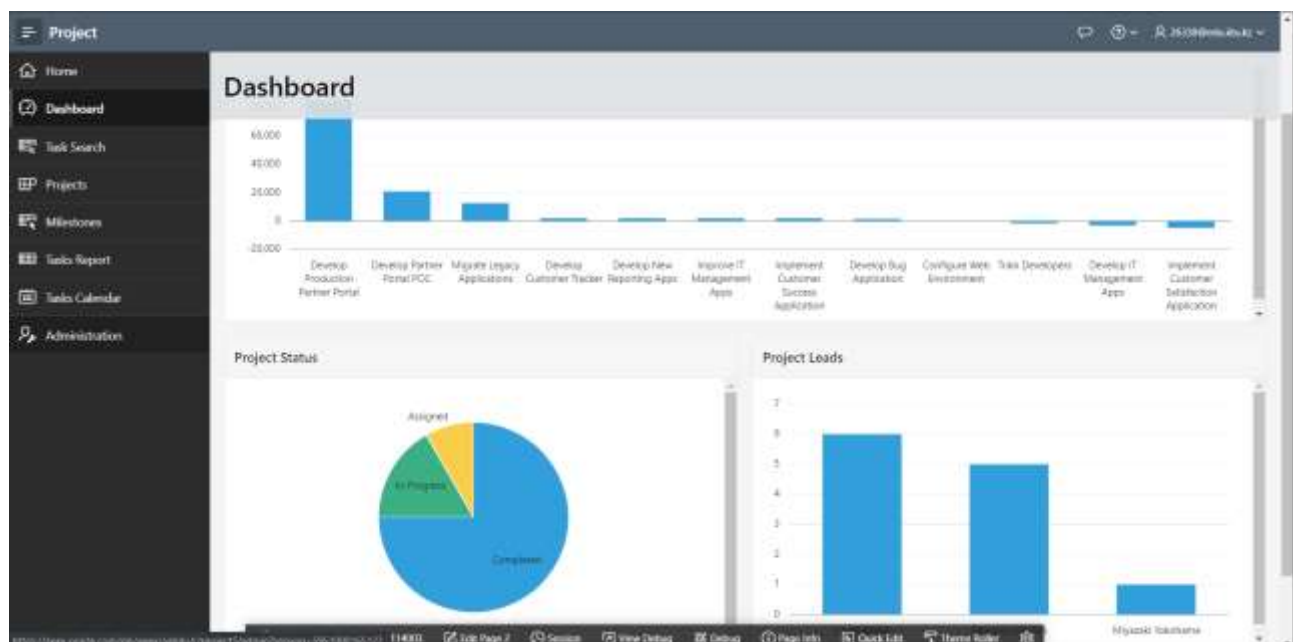 Project
Home
Dashboard
Dashboard
Task Search
Projects
Milestones
Tasks Report
Tasks Calendar
Administration
60,000
40,000
20,000
0
-20,000
Develop Production Partner Portal
Develop Partner Portal POC
Migrate Legacy Applications
Develop Customer Tracker
Develop New Reporting Apps
Improve IT Management Apps
Implement Customer Success Application
Develop Bug Application
Configure Web Environment
Train Developers
Develop IT Management Apps
Implement Customer Satisfaction Application
Project Status
Project Leads
Assigned
In Progress
Completed
7
6
5
4
3
2
1
0
Miyazaki Yokohama
114003
Edit Page 2
Session
View Debug
Debug
Page Info
Quick Edit
Theme Roller